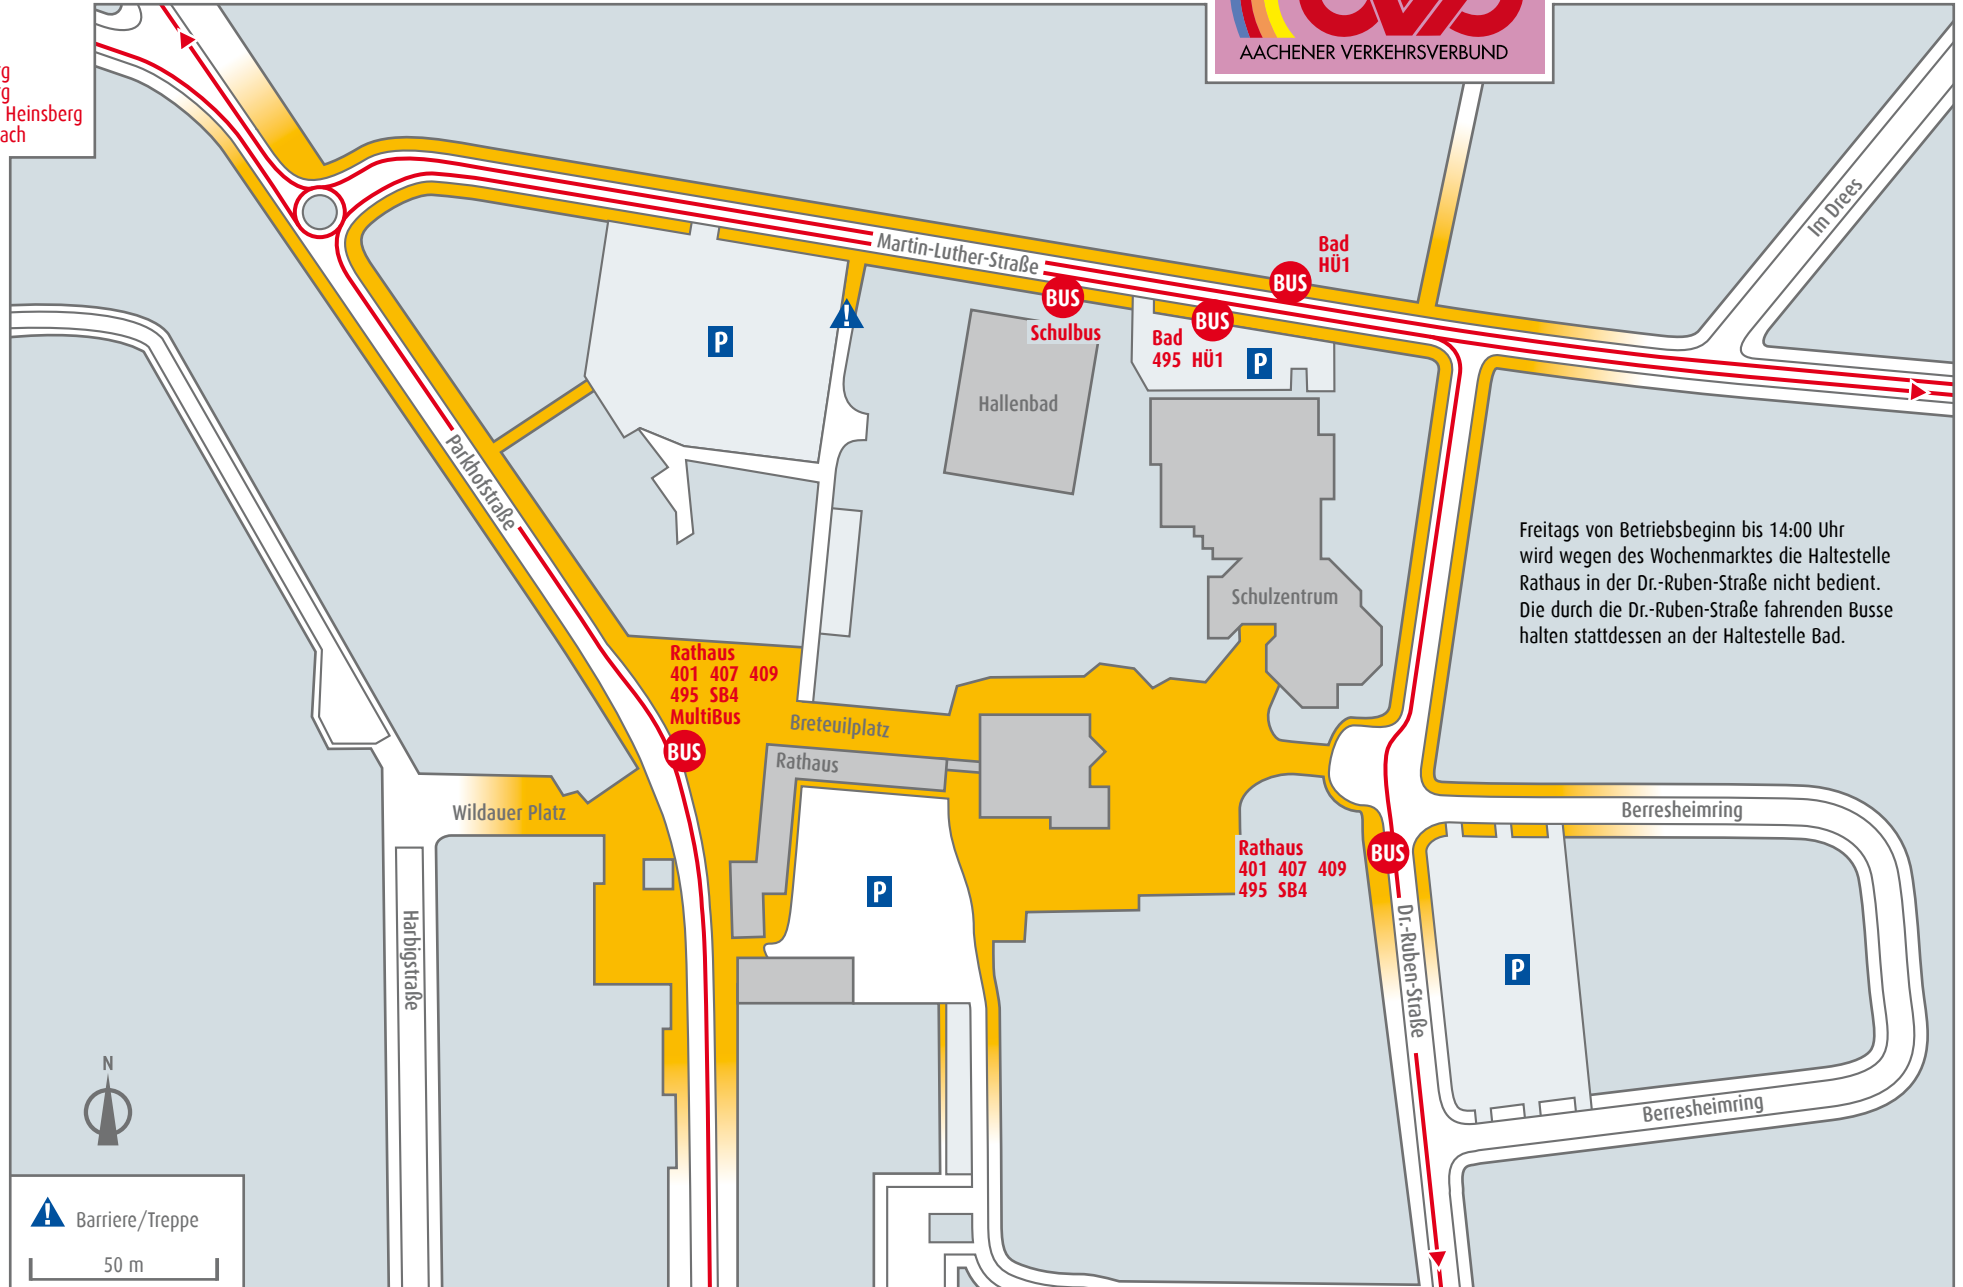 AACHENER VERKEHRSVERBUND
Heinsberg
Im Drees
Martin-Luther-Straße
Bad
HÜ1
BUS
BUS
Schulbus
BUS
Bad
495 HÜ1
P
P
Hallenbad
Parkhofstraße
Freitags von Betriebsbeginn bis 14:00 Uhr
wird wegen des Wochenmarktes die Haltestelle
Rathaus in der Dr.-Ruben-Straße nicht bedient.
Die durch die Dr.-Ruben-Straße fahrenden Busse
halten stattdessen an der Haltestelle Bad.
Schulzentrum
Rathaus
401 407 409
495 SB4
MultiBus
BUS
Breteuilplatz
Rathaus
Wildauer Platz
Berresheimring
Rathaus
401 407 409
495 SB4
BUS
P
Harbigstraße
Dr.-Ruben-Straße
P
N
Berresheimring
! Barriere/Treppe
50 m